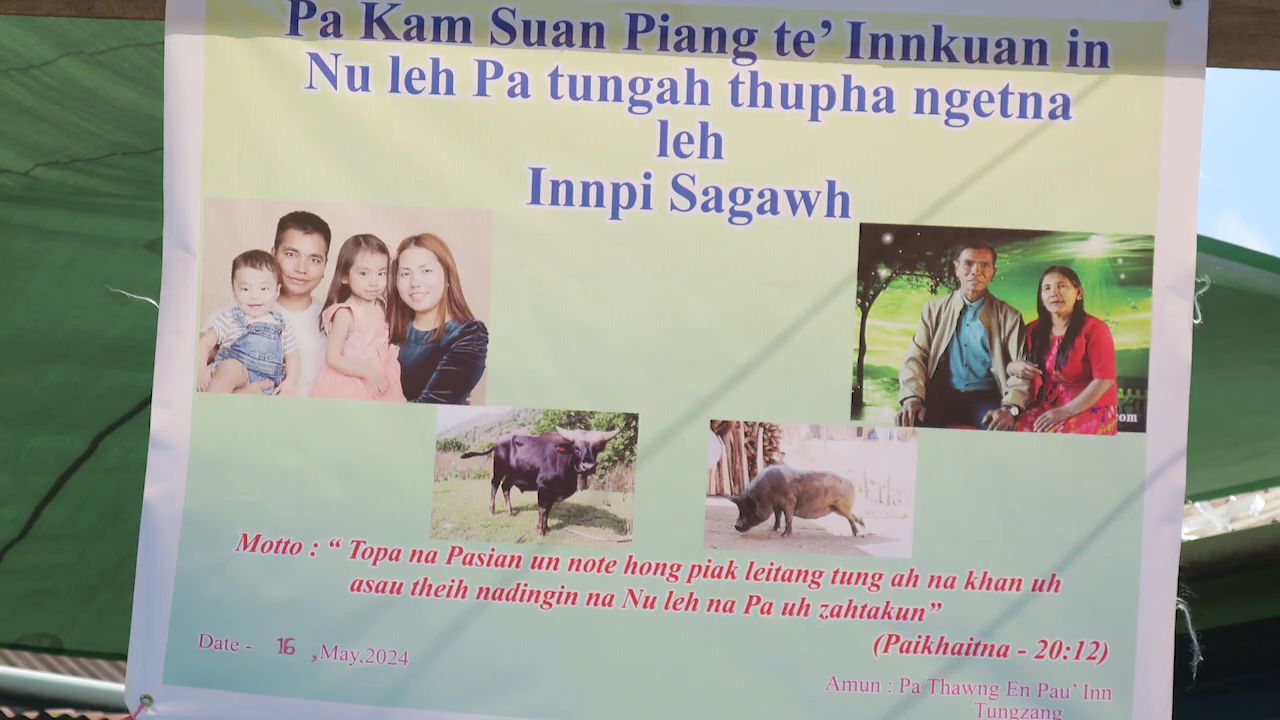 Pa Kam Suan Piang te’ Innkuan in
Nu leh Pa tungah thupha ngetna
leh
Innpi Sagawh
com
Motto : “ Topa na Pasian un note hong piak leitang tung ah na khan uh
asau theih nadingin na Nu leh na Pa uh zahtakun”
(Paikhaitna - 20:12)
Date - 16 ,May,2024
Amun : Pa Thawng En Pau’ Inn
Tungzang